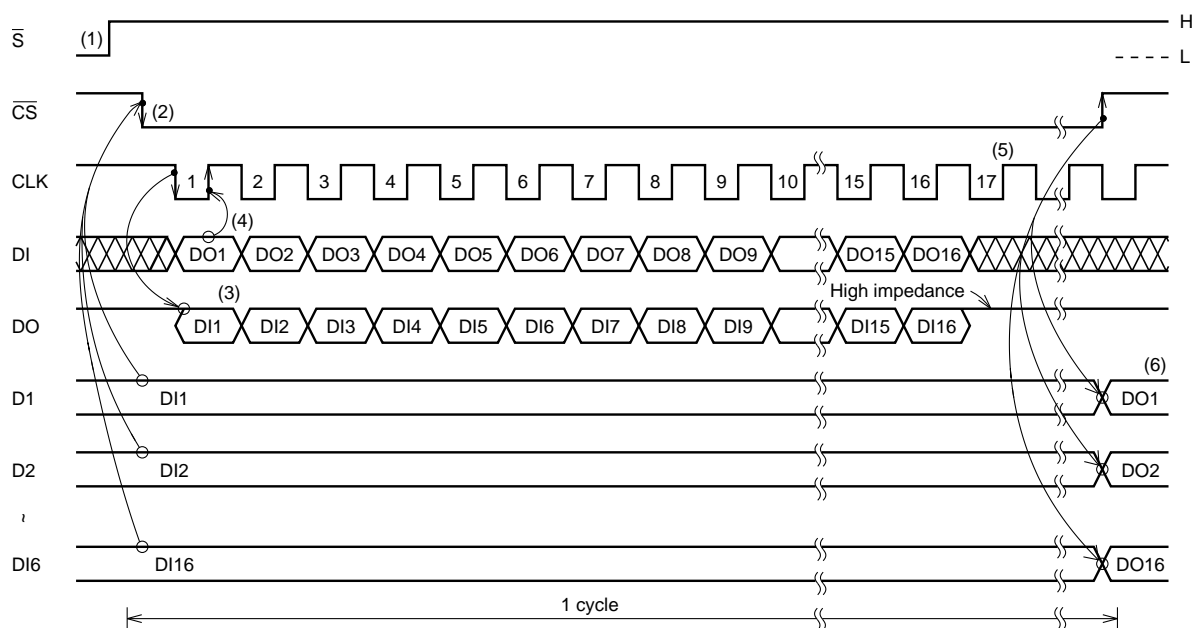 S̅ (1) H
L
C̅S̅ (2)
CLK 1 2 3 4 5 6 7 8 9 10 15 16 17 (5)
(4)
DI DO1 DO2 DO3 DO4 DO5 DO6 DO7 DO8 DO9 DO15 DO16
(3) High impedance
DO DI1 DI2 DI3 DI4 DI5 DI6 DI7 DI8 DI9 DI15 DI16
(6)
D1 DI1 DO1
D2 DI2 DO2
~
DI6 DI16 DO16
1 cycle